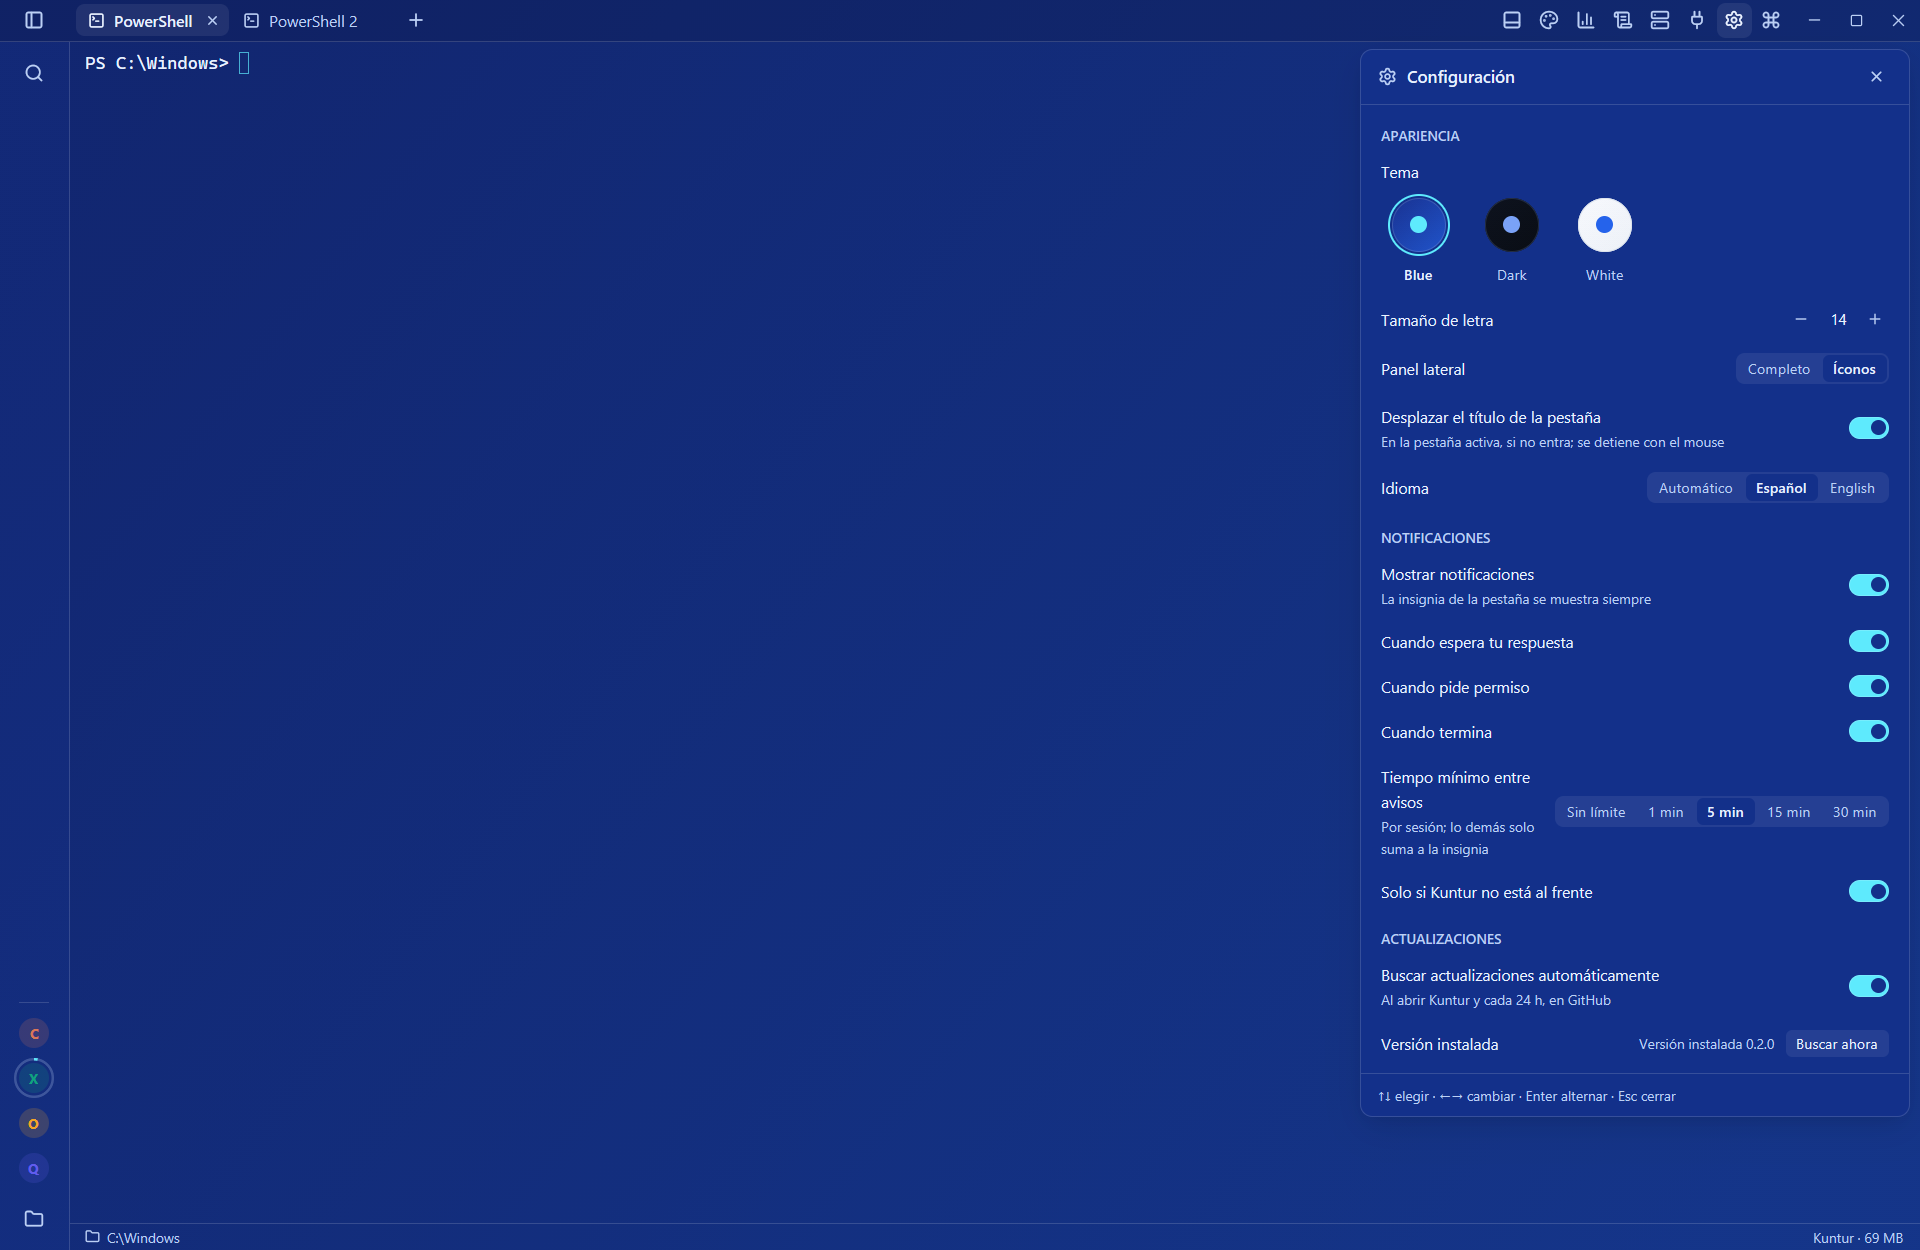 PowerShell
PowerShell 2
PS C:\Windows>
Configuración
APARIENCIA
Tema
Blue
Dark
White
Tamaño de letra
14
Panel lateral
Completo
Íconos
Desplazar el título de la pestaña
En la pestaña activa, si no entra; se detiene con el mouse
Idioma
Automático
Español
English
NOTIFICACIONES
Mostrar notificaciones
La insignia de la pestaña se muestra siempre
Cuando espera tu respuesta
Cuando pide permiso
Cuando termina
Tiempo mínimo entre
avisos
Por sesión; lo demás solo
suma a la insignia
Sin límite
1 min
5 min
15 min
30 min
Solo si Kuntur no está al frente
ACTUALIZACIONES
Buscar actualizaciones automáticamente
Al abrir Kuntur y cada 24 h, en GitHub
Versión instalada
Versión instalada 0.2.0
Buscar ahora
↑↓ elegir · ←→ cambiar · Enter alternar · Esc cerrar
C
X
O
Q
C:\Windows
Kuntur · 69 MB